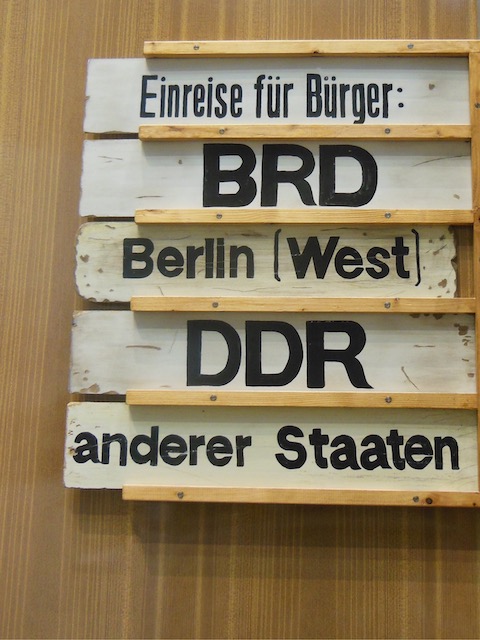 Einreise für Bürger:
BRD
Berlin (West)
DDR
anderer Staaten